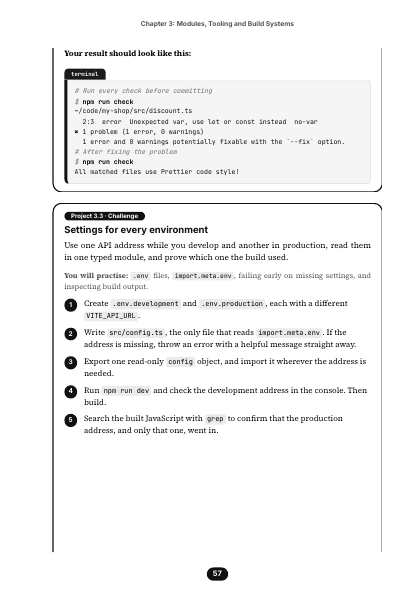 Chapter 3: Modules, Tooling and Build Systems
Your result should look like this:
terminal
# Run every check before committing
$ npm run check
~/code/my-shop/src/discount.ts
2:3 error Unexpected var, use let or const instead no-var
✖ 1 problem (1 error, 0 warnings)
1 error and 0 warnings potentially fixable with the `--fix` option.
# After fixing the problem
$ npm run check
All matched files use Prettier code style!
Project 3.3 · Challenge
Settings for every environment
Use one API address while you develop and another in production, read them
in one typed module, and prove which one the build used.
You will practise: .env files, import.meta.env, failing early on missing settings, and
inspecting build output.
1 Create .env.development and .env.production, each with a different
VITE_API_URL.
2 Write src/config.ts, the only file that reads import.meta.env. If the
address is missing, throw an error with a helpful message straight away.
3 Export one read-only config object, and import it wherever the address is
needed.
4 Run npm run dev and check the development address in the console. Then
build.
5 Search the built JavaScript with grep to confirm that the production
address, and only that one, went in.
57